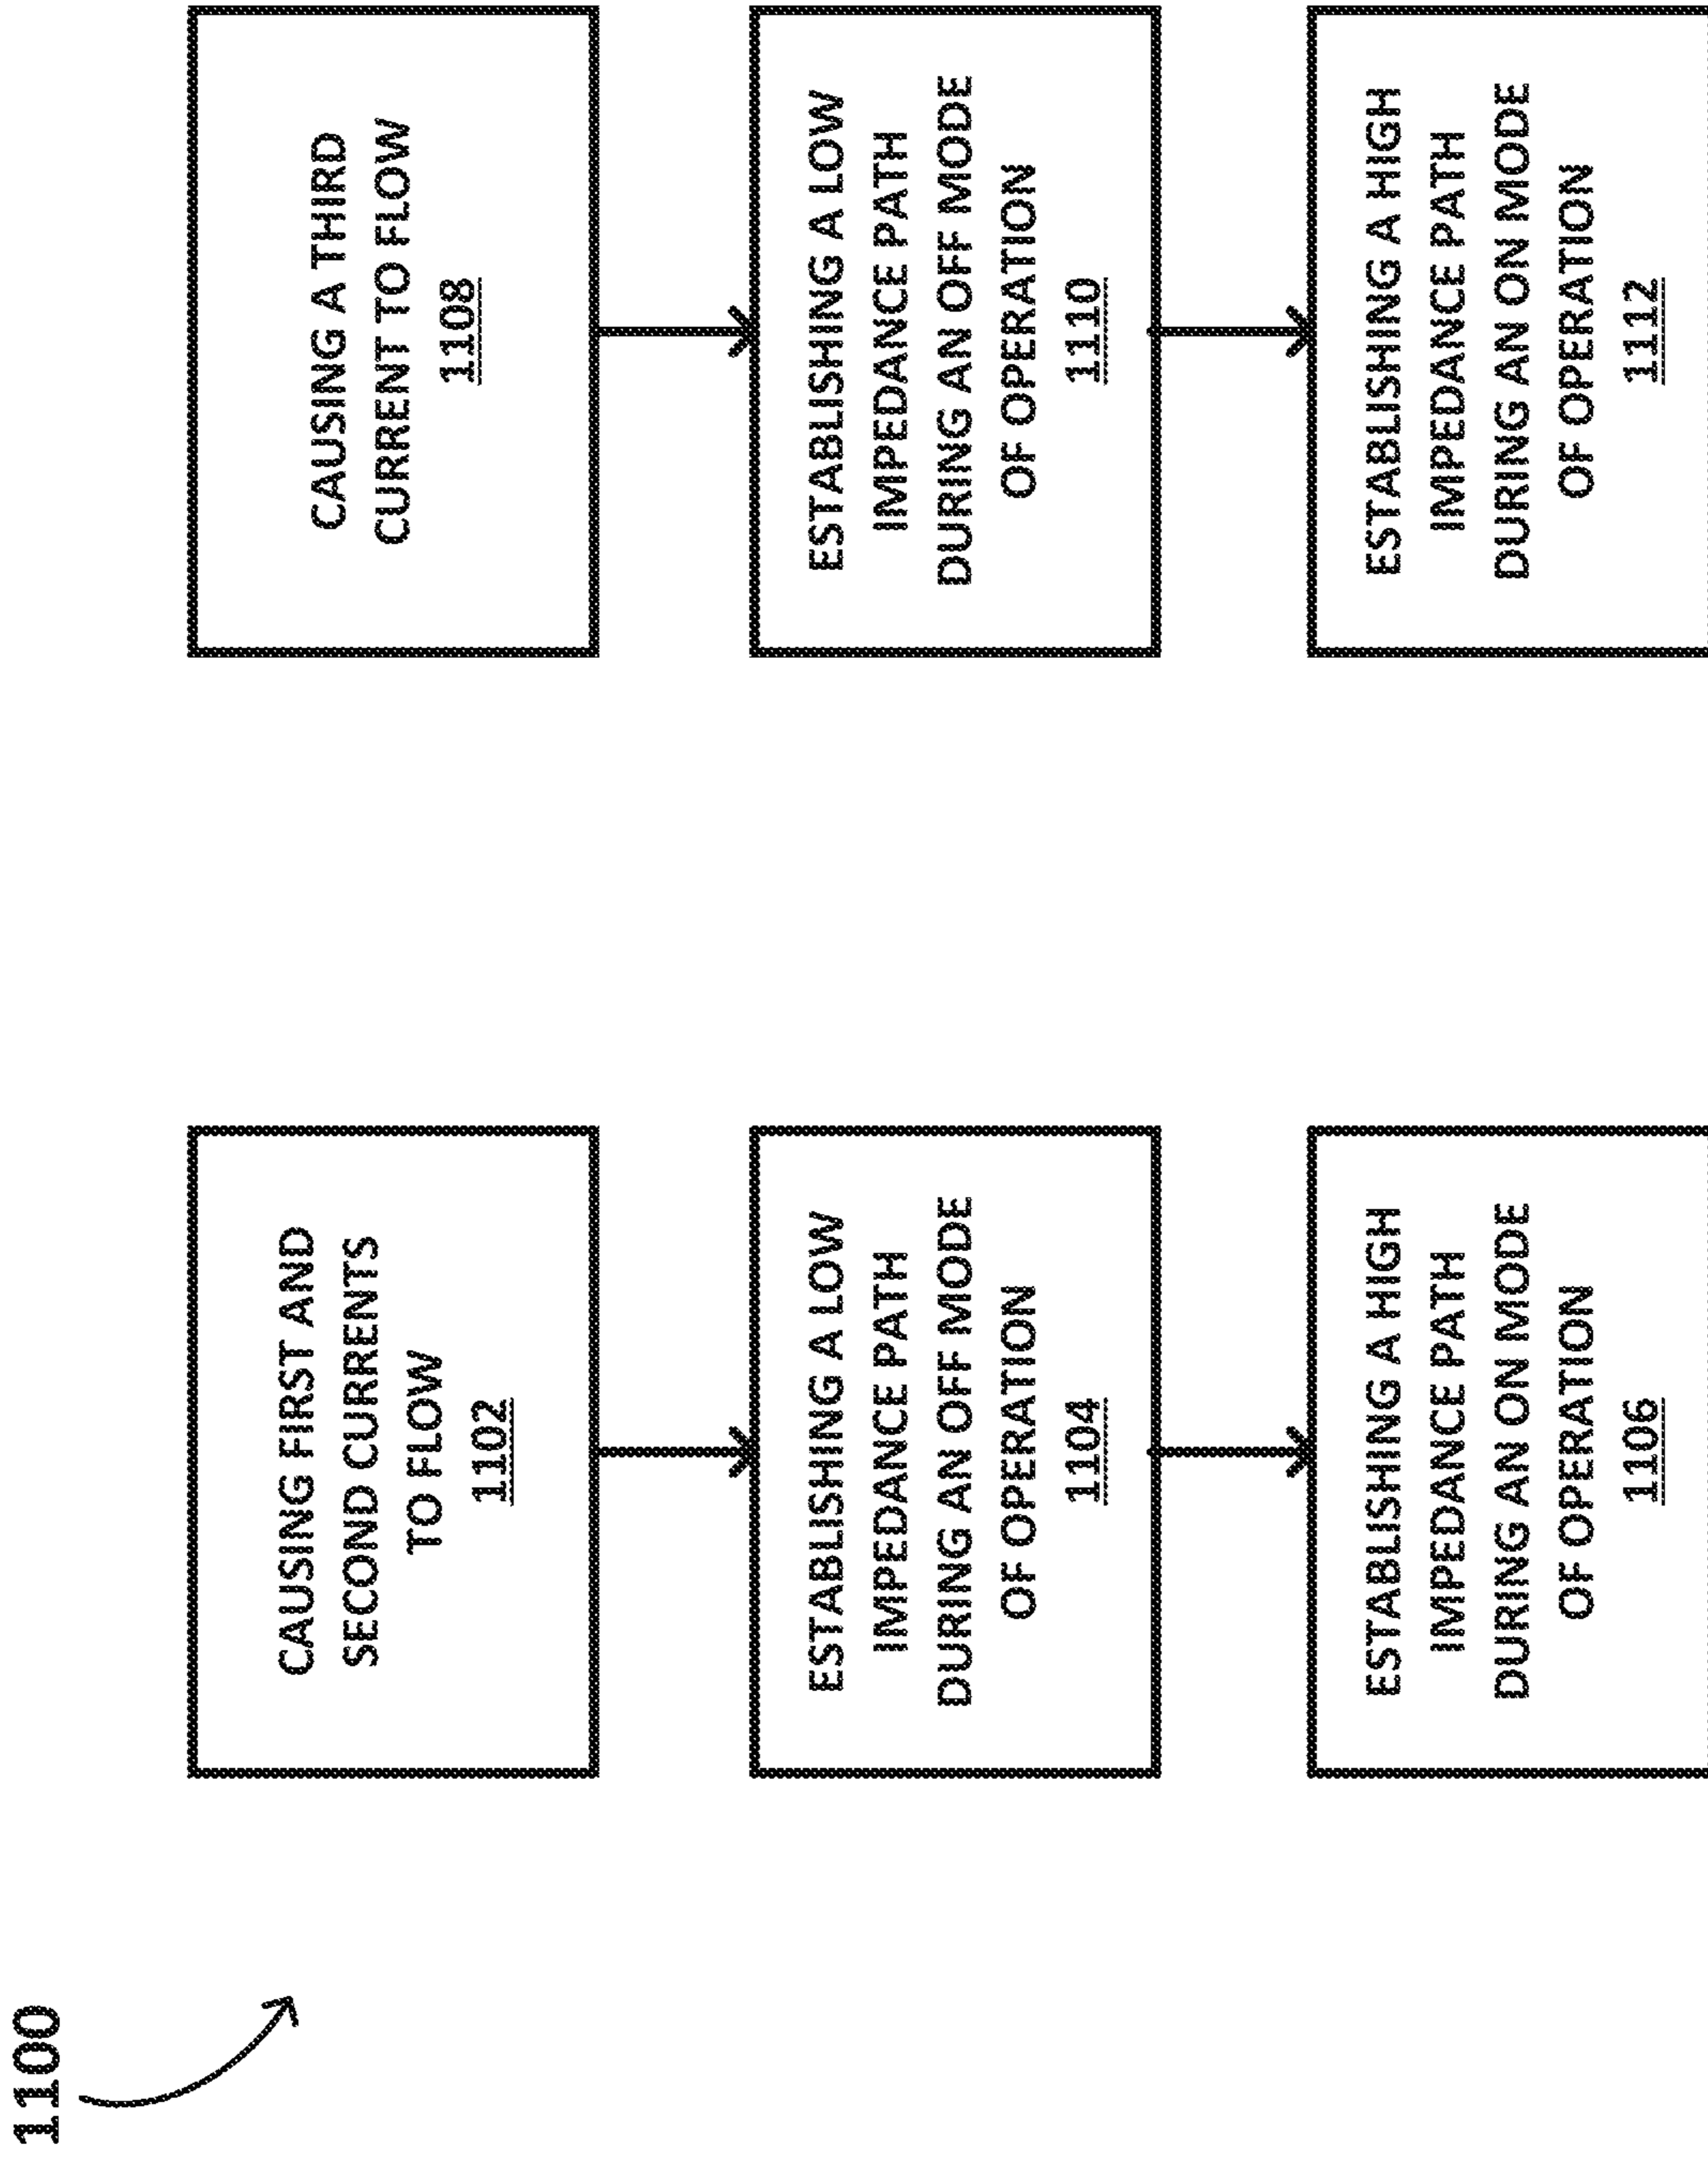 1100
CAUSING FIRST AND
SECOND CURRENTS
TO FLOW
1102
ESTABLISHING A LOW
IMPEDANCE PATH
DURING AN OFF MODE
OF OPERATION
1104
ESTABLISHING A HIGH
IMPEDANCE PATH
DURING AN ON MODE
OF OPERATION
1106
CAUSING A THIRD
CURRENT TO FLOW
1108
ESTABLISHING A LOW
IMPEDANCE PATH
DURING AN OFF MODE
OF OPERATION
1110
ESTABLISHING A HIGH
IMPEDANCE PATH
DURING AN ON MODE
OF OPERATION
1112